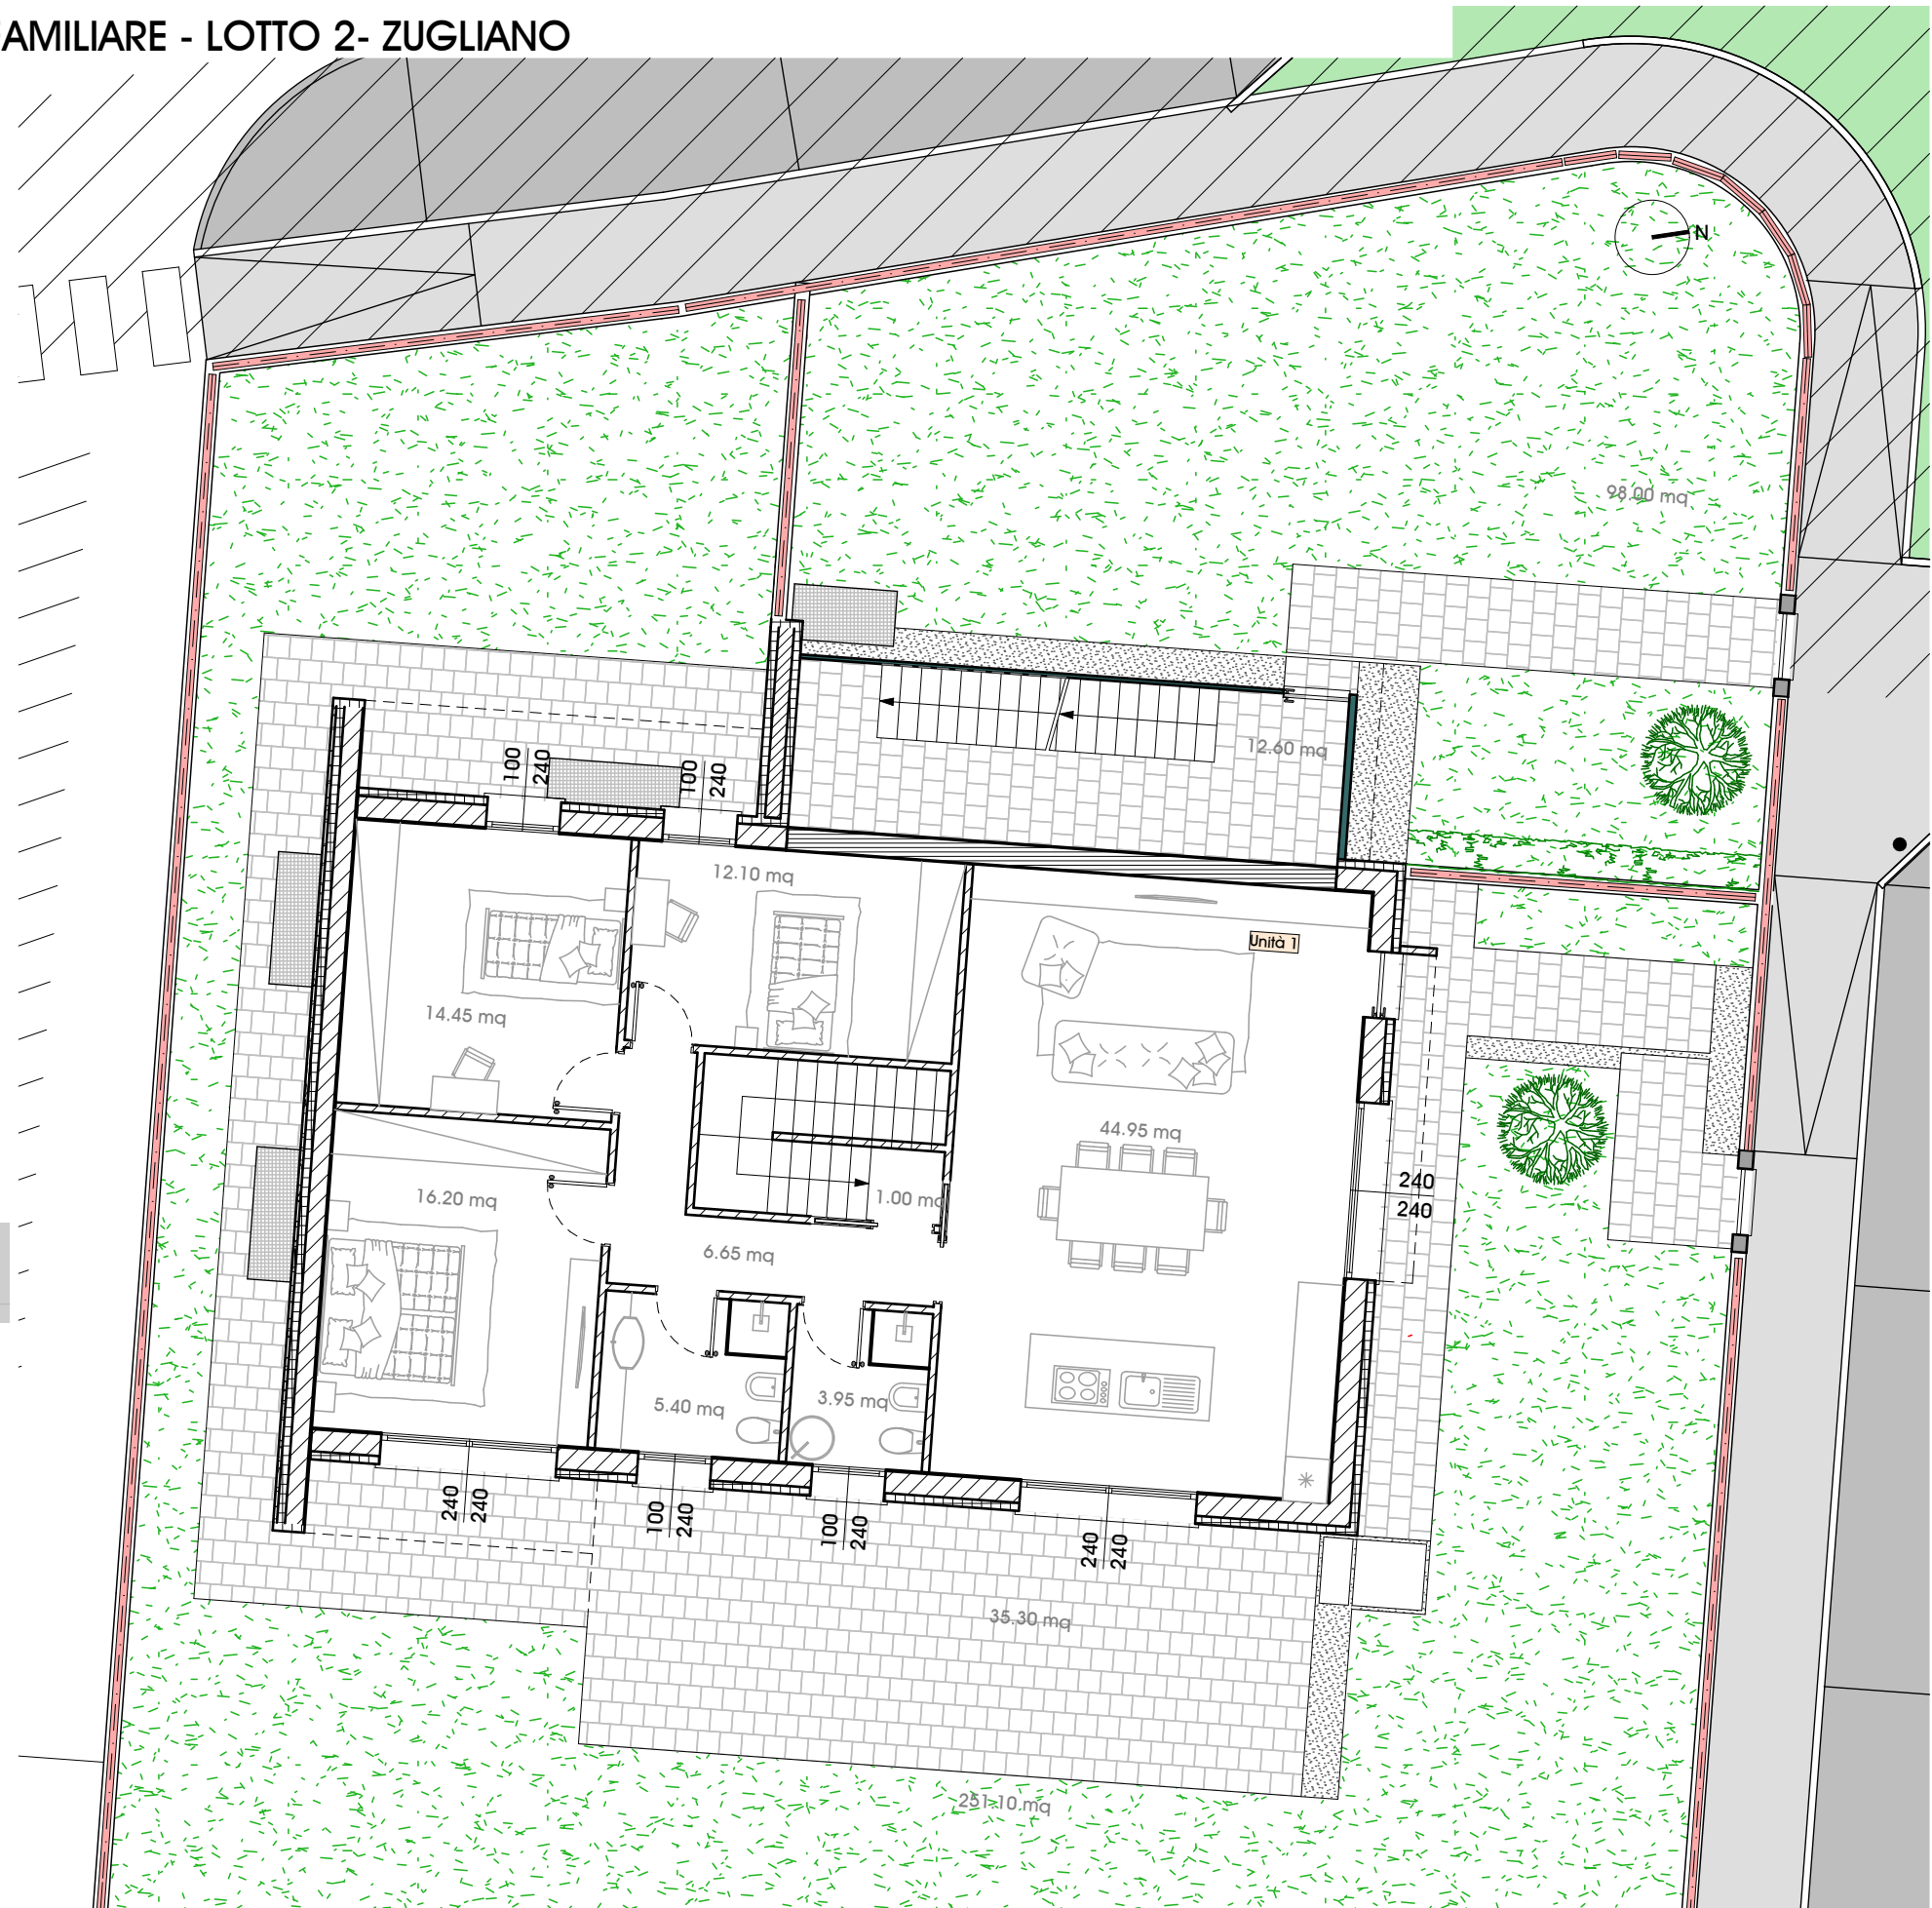 AMILIARE - LOTTO 2- ZUGLIANO
N
98.00 mq
12.60 mq
100
240
100
240
12.10 mq
Unità 1
14.45 mq
44.95 mq
240
240
16.20 mq
1.00 mq
6.65 mq
5.40 mq
3.95 mq
240
240
100
240
100
240
240
240
35.30 mq
251.10 mq